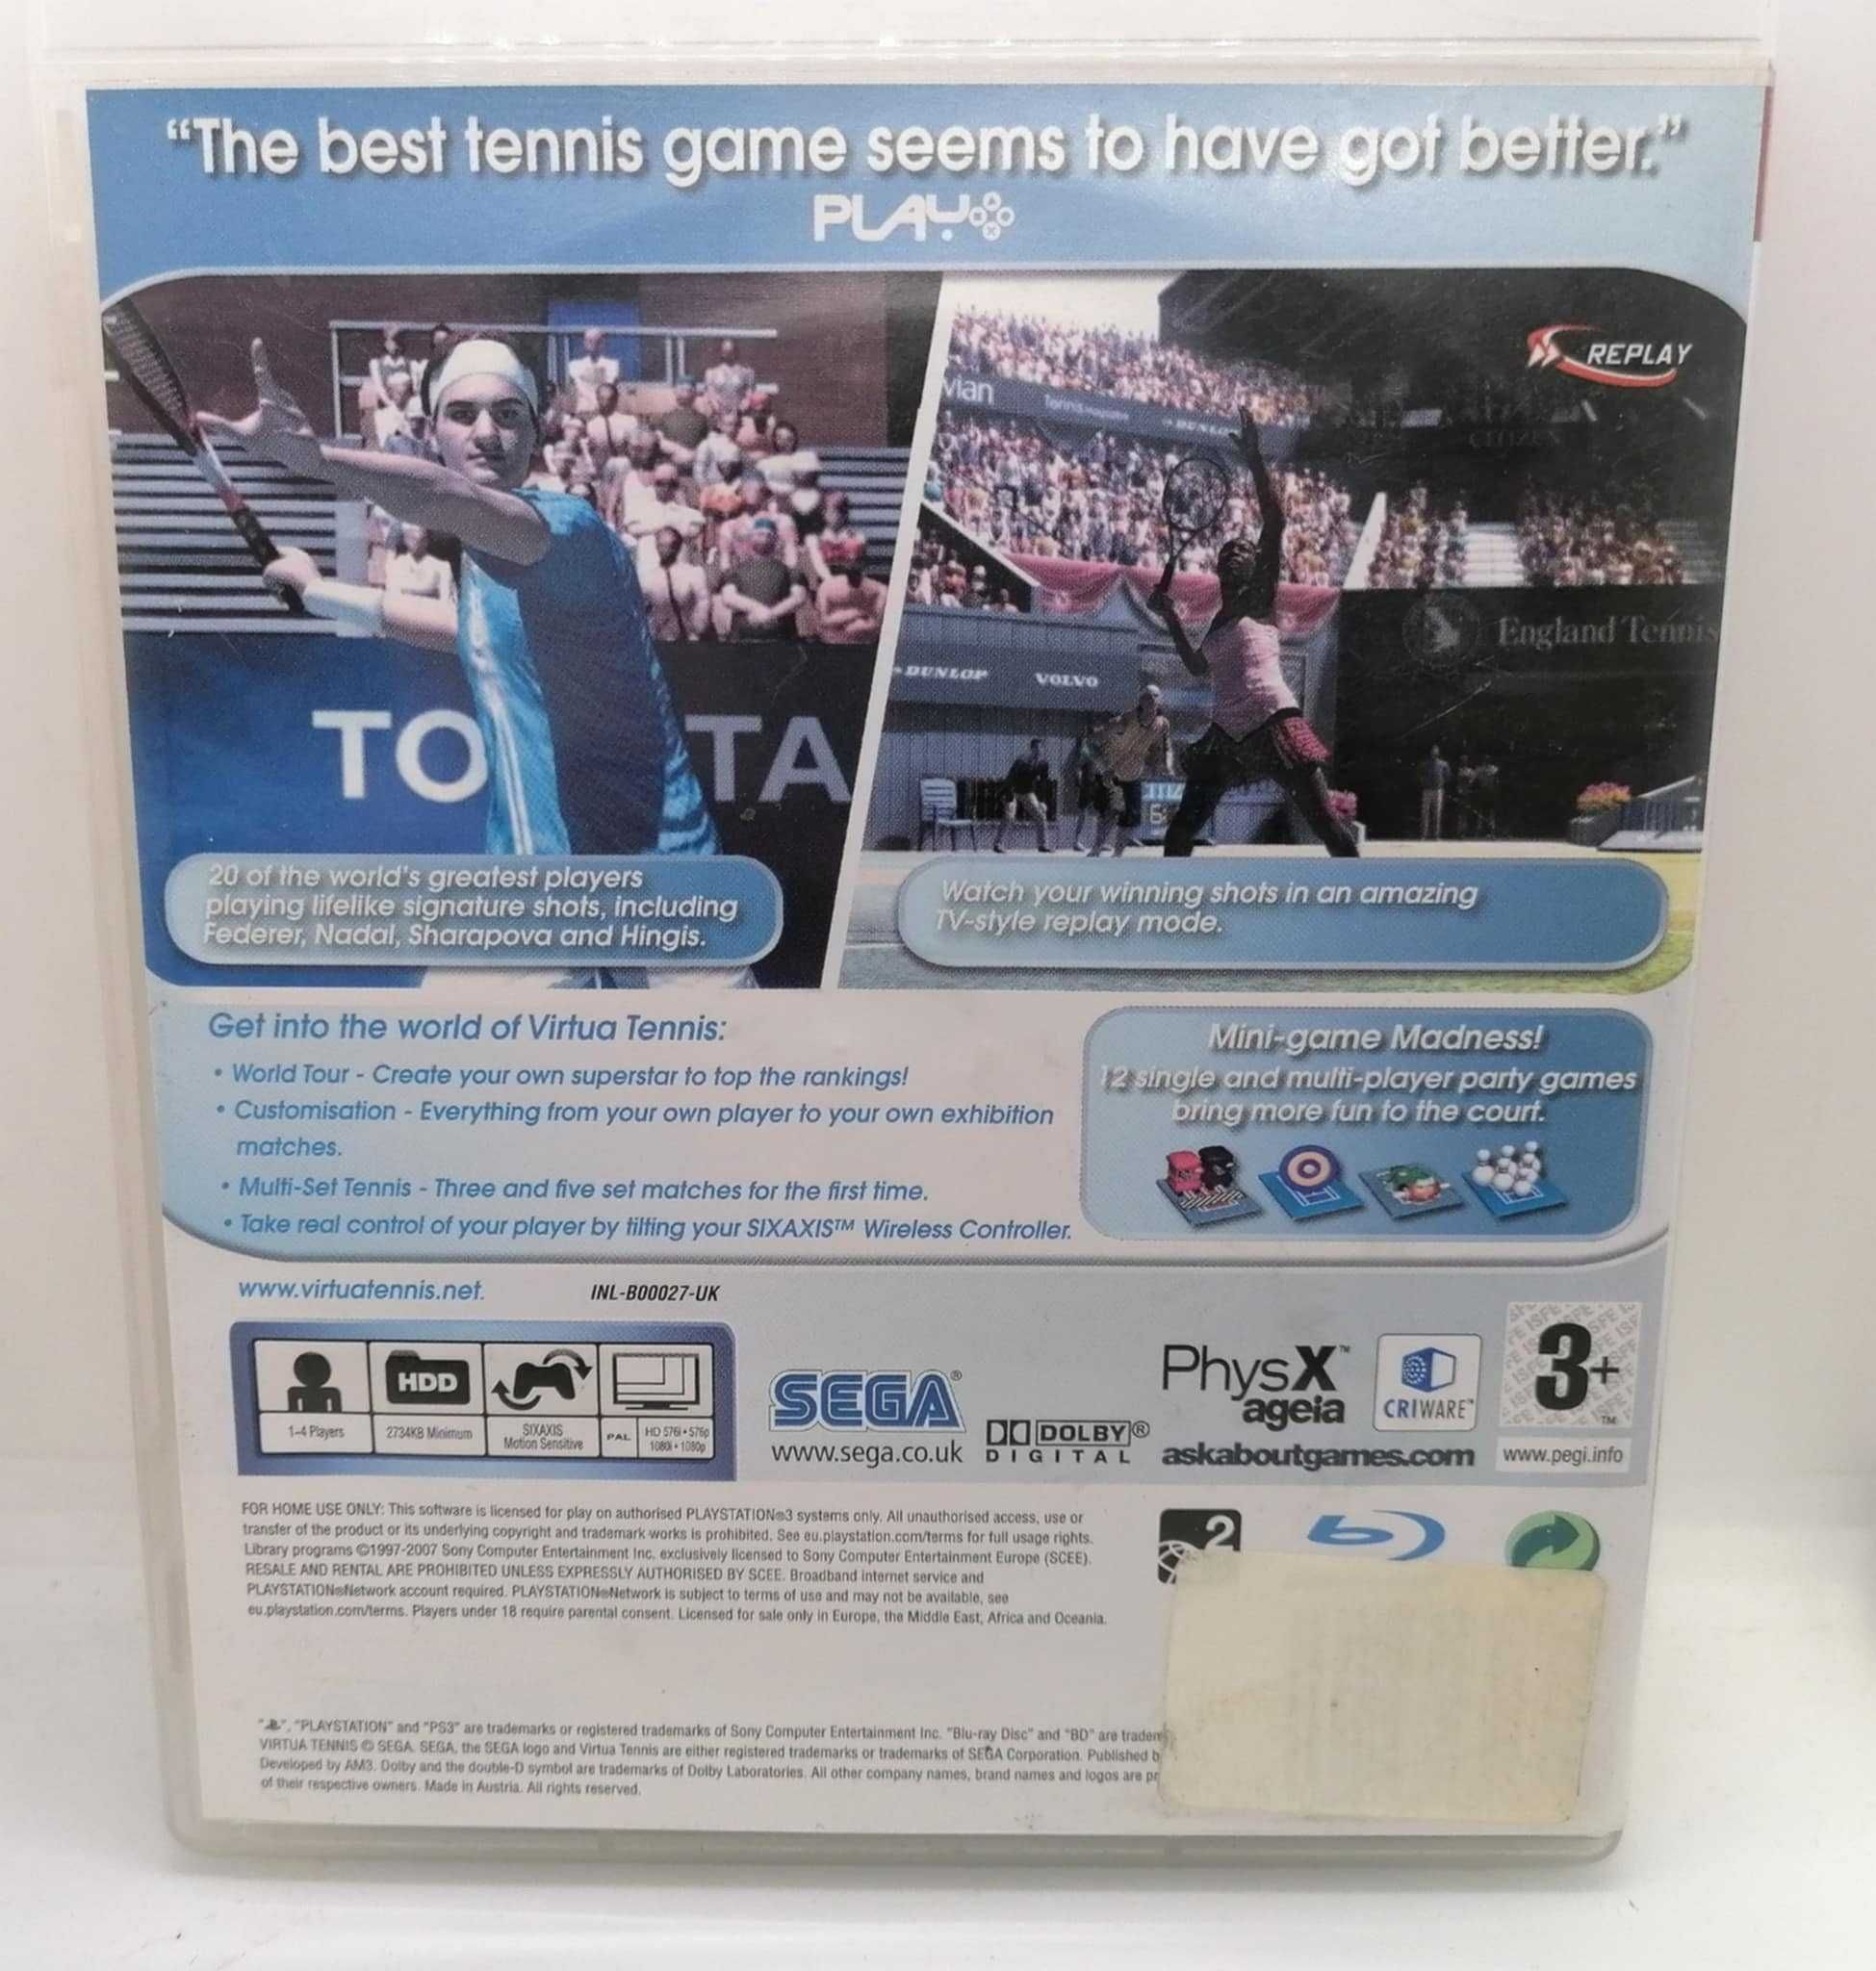 “The best tennis game seems to have got better.”
PLAY
REPLAY
vian
DUNLOP
CITIZEN
England Tennis
DUNLOP
VOLVO
TO TA
20 of the world's greatest players
playing lifelike signature shots, including
Federer, Nadal, Sharapova and Hingis.
Watch your winning shots in an amazing
TV-style replay mode.
Get into the world of Virtua Tennis:
• World Tour - Create your own superstar to top the rankings!
• Customisation - Everything from your own player to your own exhibition
matches.
• Multi-Set Tennis - Three and five set matches for the first time.
• Take real control of your player by tilting your SIXAXIS™ Wireless Controller.
Mini-game Madness!
12 single and multi-player party games
bring more fun to the court.
www.virtuatennis.net.
INL-B00027-UK
HDD
1-4 Players
2734KB Minimum
SIXAXIS
Motion Sensitive
PAL
HD 576i • 576p
1080i • 1080p
SEGA®
www.sega.co.uk
DOLBY®
DIGITAL
PhysX™
ageia
CRIWARE™
askaboutgames.com
3+
™
www.pegi.info
2
FOR HOME USE ONLY: This software is licensed for play on authorised PLAYSTATION®3 systems only. All unauthorised access, use or
transfer of the product or its underlying copyright and trademark works is prohibited. See eu.playstation.com/terms for full usage rights.
Library programs ©1997-2007 Sony Computer Entertainment Inc. exclusively licensed to Sony Computer Entertainment Europe (SCEE).
RESALE AND RENTAL ARE PROHIBITED UNLESS EXPRESSLY AUTHORISED BY SCEE. Broadband internet service and
PLAYSTATION®Network account required. PLAYSTATION®Network is subject to terms of use and may not be available, see
eu.playstation.com/terms. Players under 18 require parental consent. Licensed for sale only in Europe, the Middle East, Africa and Oceania.
"", "PLAYSTATION" and "PS3" are trademarks or registered trademarks of Sony Computer Entertainment Inc. "Blu-ray Disc" and "BD" are tradem
VIRTUA TENNIS © SEGA. SEGA, the SEGA logo and Virtua Tennis are either registered trademarks or trademarks of SEGA Corporation. Published b
Developed by AM3. Dolby and the double-D symbol are trademarks of Dolby Laboratories. All other company names, brand names and logos are pr
of their respective owners. Made in Austria. All rights reserved.